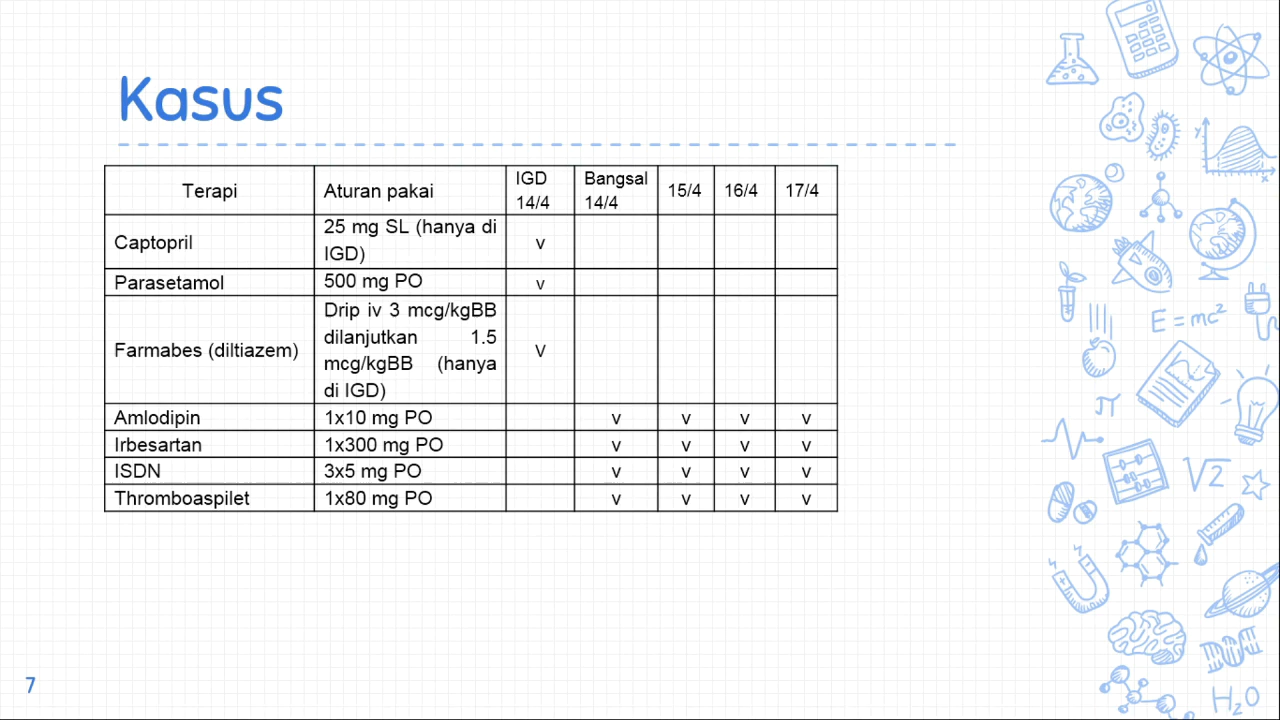 Kasus
Terapi Aturan pakai IGD 14/4 Bangsal 14/4 15/4 16/4 17/4
Captopril 25 mg SL (hanya di IGD) v
Parasetamol 500 mg PO v
Farmabes (diltiazem) Drip iv 3 mcg/kgBB dilanjutkan 1.5 mcg/kgBB (hanya di IGD) V
Amlodipin 1x10 mg PO v v v v
Irbesartan 1x300 mg PO v v v v
ISDN 3x5 mg PO v v v v
Thromboaspilet 1x80 mg PO v v v v
7
Y
X
E=mc²
π
√2
H₂O